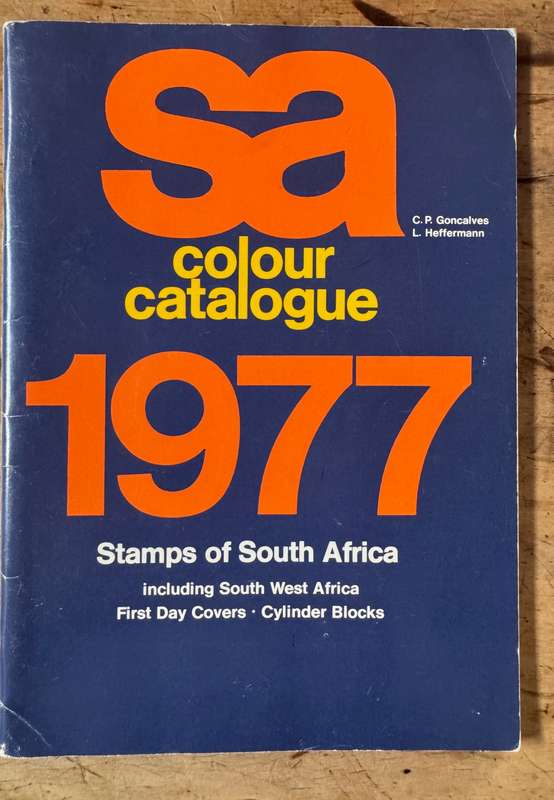 sa
C. P. Goncalves
L. Heffermann
colour
catalogue
1977
Stamps of South Africa
including South West Africa
First Day Covers · Cylinder Blocks